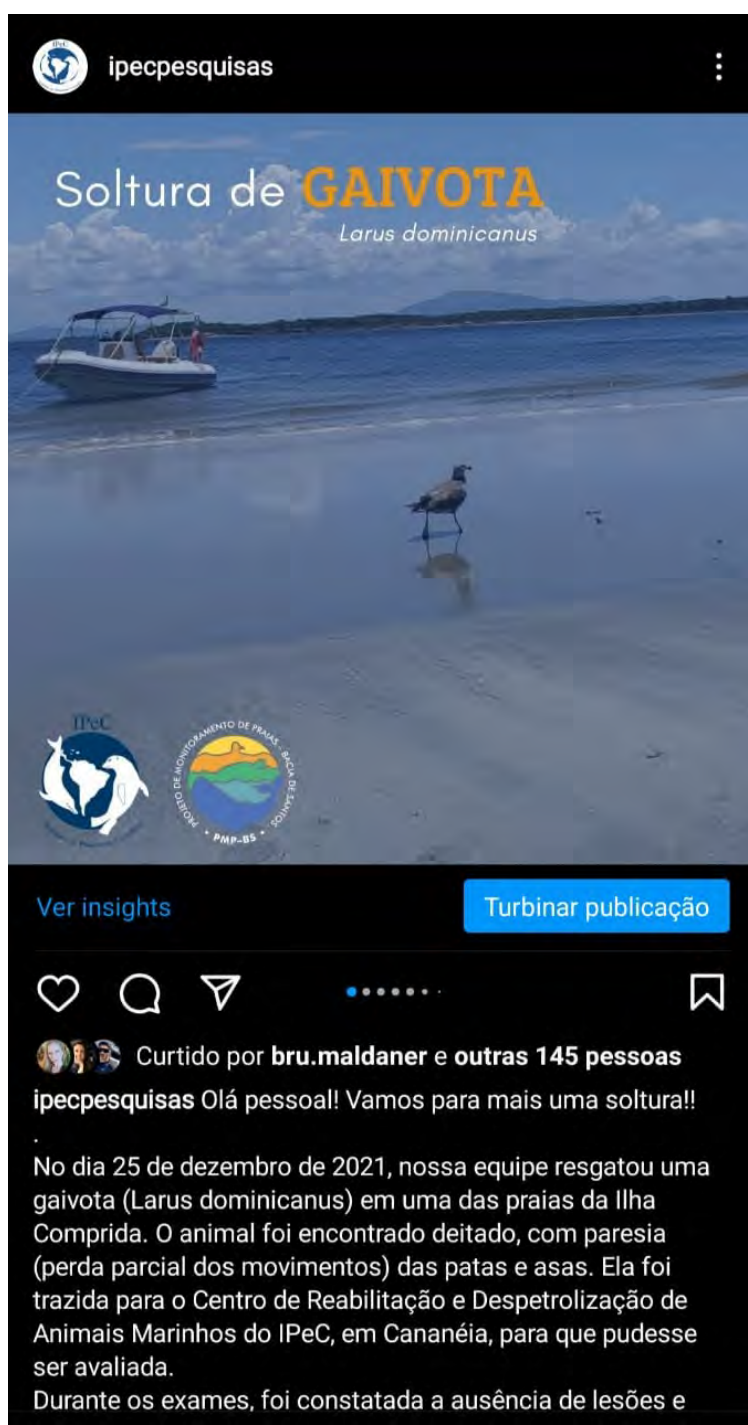 IPeC
ipecpesquisas
Soltura de GAIVOTA
Larus dominicanus
IPeC
PROJETO DE MONITORAMENTO DE PRAIAS - BACIA DE SANTOS
• PMP-BS •
Ver insights
Turbinar publicação
Curtido por bru.maldaner e outras 145 pessoas
ipecpesquisas Olá pessoal! Vamos para mais uma soltura!!
.
No dia 25 de dezembro de 2021, nossa equipe resgatou uma
gaivota (Larus dominicanus) em uma das praias da Ilha
Comprida. O animal foi encontrado deitado, com paresia
(perda parcial dos movimentos) das patas e asas. Ela foi
trazida para o Centro de Reabilitação e Despetrolização de
Animais Marinhos do IPeC, em Cananéia, para que pudesse
ser avaliada.
Durante os exames, foi constatada a ausência de lesões e